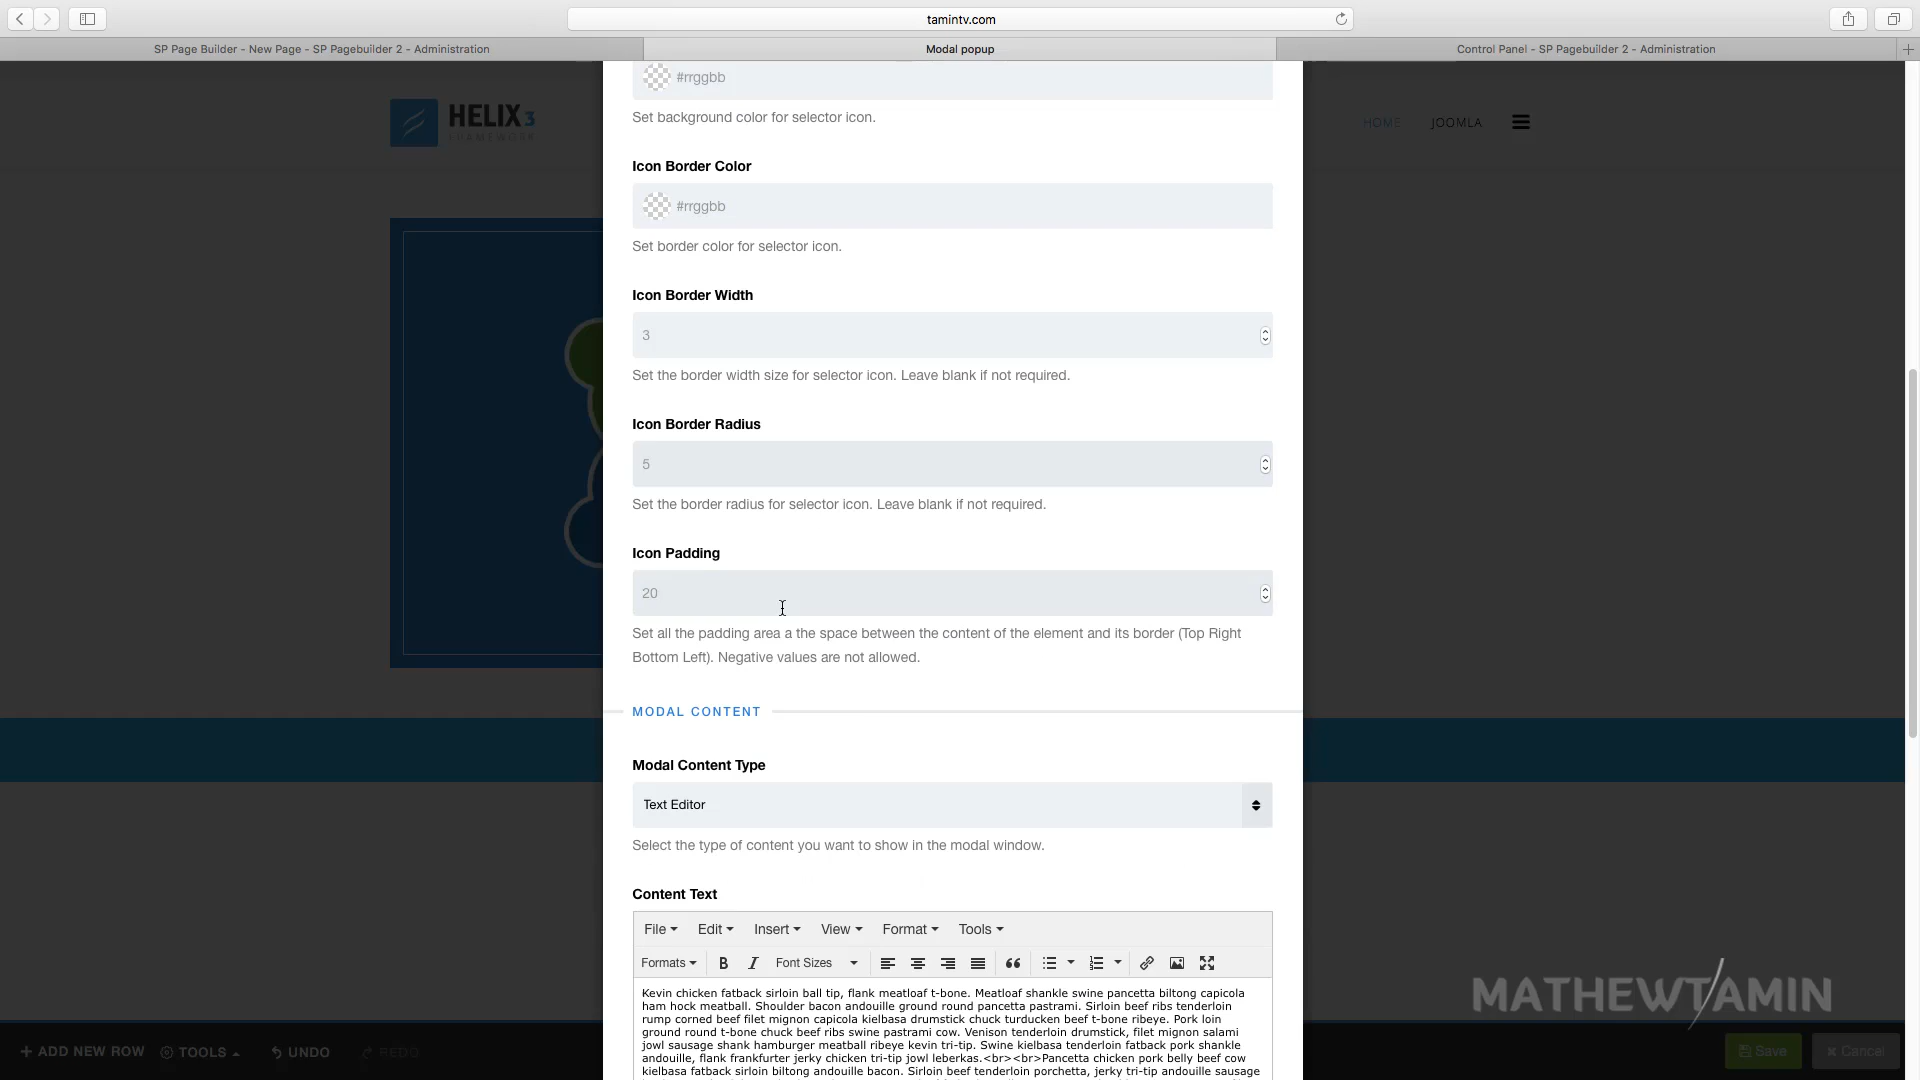 tamintv.com
SP Page Builder - New Page - SP Pagebuilder 2 - Administration
Modal popup
Control Panel - SP Pagebuilder 2 - Administration
#rrggbb
Set background color for selector icon.
HELIX3
FRAMEWORK
HOME
JOOMLA
Icon Border Color
#rrggbb
Set border color for selector icon.
Icon Border Width
3
Set the border width size for selector icon. Leave blank if not required.
Icon Border Radius
5
Set the border radius for selector icon. Leave blank if not required.
Icon Padding
20
Set all the padding area a the space between the content of the element and its border (Top Right
Bottom Left). Negative values are not allowed.
MODAL CONTENT
Modal Content Type
Text Editor
Select the type of content you want to show in the modal window.
Content Text
File Edit Insert View Format Tools
Formats B I Font Sizes
Kevin chicken fatback sirloin ball tip, flank meatloaf t-bone. Meatloaf shankle swine pancetta biltong capicola
ham hock meatball. Shoulder bacon andouille ground round pancetta pastrami. Sirloin beef ribs tenderloin
rump corned beef filet mignon capicola kielbasa drumstick chuck turducken beef t-bone ribeye. Pork loin
ground round t-bone chuck beef ribs swine pastrami cow. Venison tenderloin drumstick, filet mignon salami
jowl sausage shank hamburger meatball ribeye kevin tri-tip. Swine kielbasa tenderloin fatback pork shankle
andouille, flank frankfurter jerky chicken tri-tip jowl leberkas.<br><br>Pancetta chicken pork belly beef cow
kielbasa fatback sirloin biltong andouille bacon. Sirloin beef tenderloin porchetta, jerky tri-tip andouille sausage
MATHEWTAMIN
ADD NEW ROW
TOOLS
UNDO
REDO
Save
Cancel